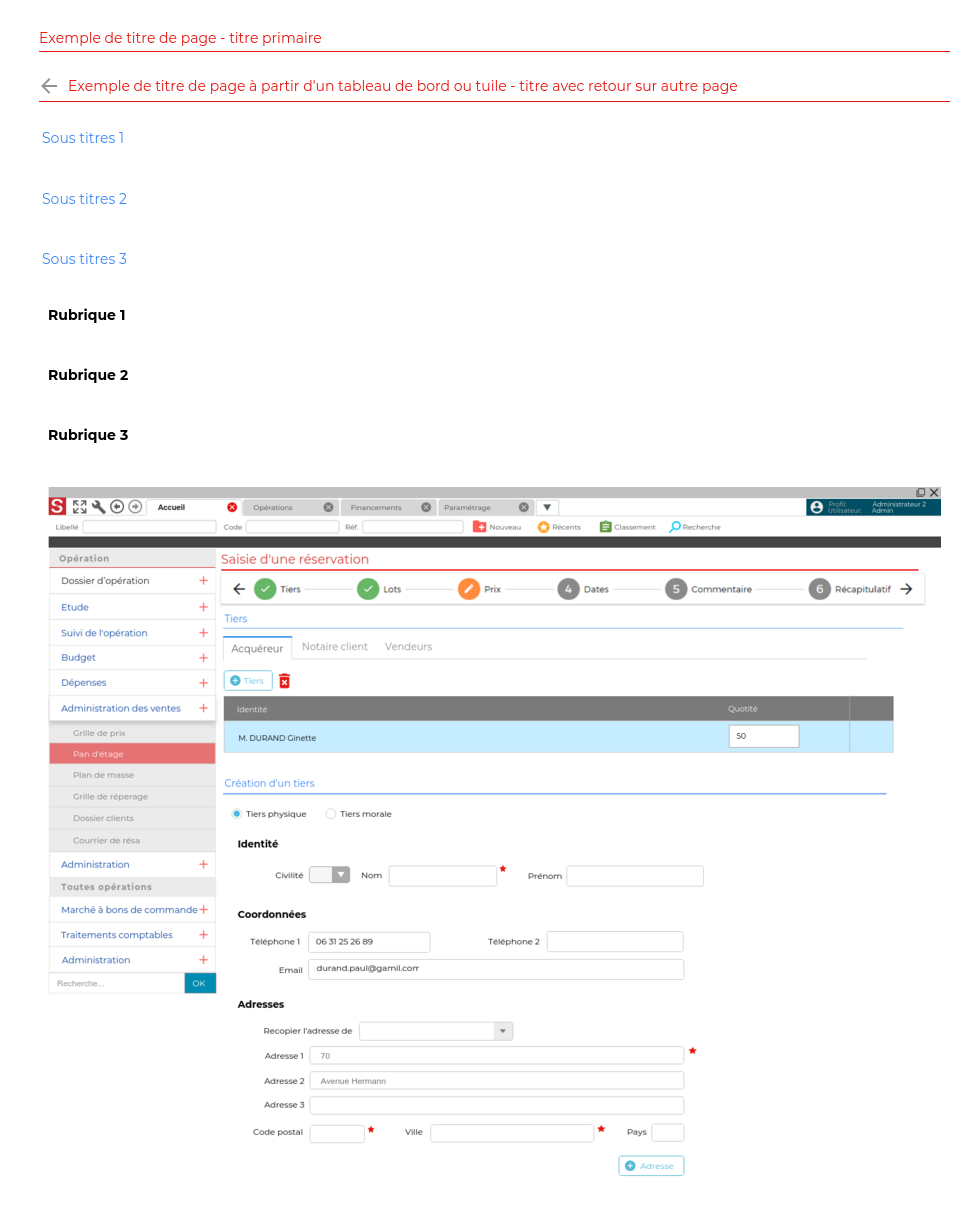 Exemple de titre de page - titre primaire
Exemple de titre de page à partir d'un tableau de bord ou tuile - titre avec retour sur autre page
Sous titres 1
Sous titres 2
Sous titres 3
Rubrique 1
Rubrique 2
Rubrique 3
S Accueil Opérations Financements Paramétrage Profil: Administrateur 2
Utilisateur: Admin
Libellé Code Réf. Nouveau Récents Classement Recherche
Opération
Dossier d'opération +
Etude +
Suivi de l'opération +
Budget +
Dépenses +
Administration des ventes +
Grille de prix
Pan d'étage
Plan de masse
Grille de réperage
Dossier clients
Courrier de résa
Administration +
Toutes opérations
Marché à bons de commande +
Traitements comptables +
Administration +
Recherche... OK
Saisie d'une réservation
Tiers Lots Prix 4 Dates 5 Commentaire 6 Récapitulatif
Tiers
Acquéreur Notaire client Vendeurs
Tiers
Identité Quotité
M. DURAND Ginette 50
Création d'un tiers
Tiers physique Tiers morale
Identité
Civilité Nom Prénom
Coordonnées
Téléphone 1 06 31 25 26 89 Téléphone 2
Email durand.paul@gamil.com
Adresses
Recopier l'adresse de
Adresse 1 70
Adresse 2 Avenue Hermann
Adresse 3
Code postal Ville Pays
Adresse